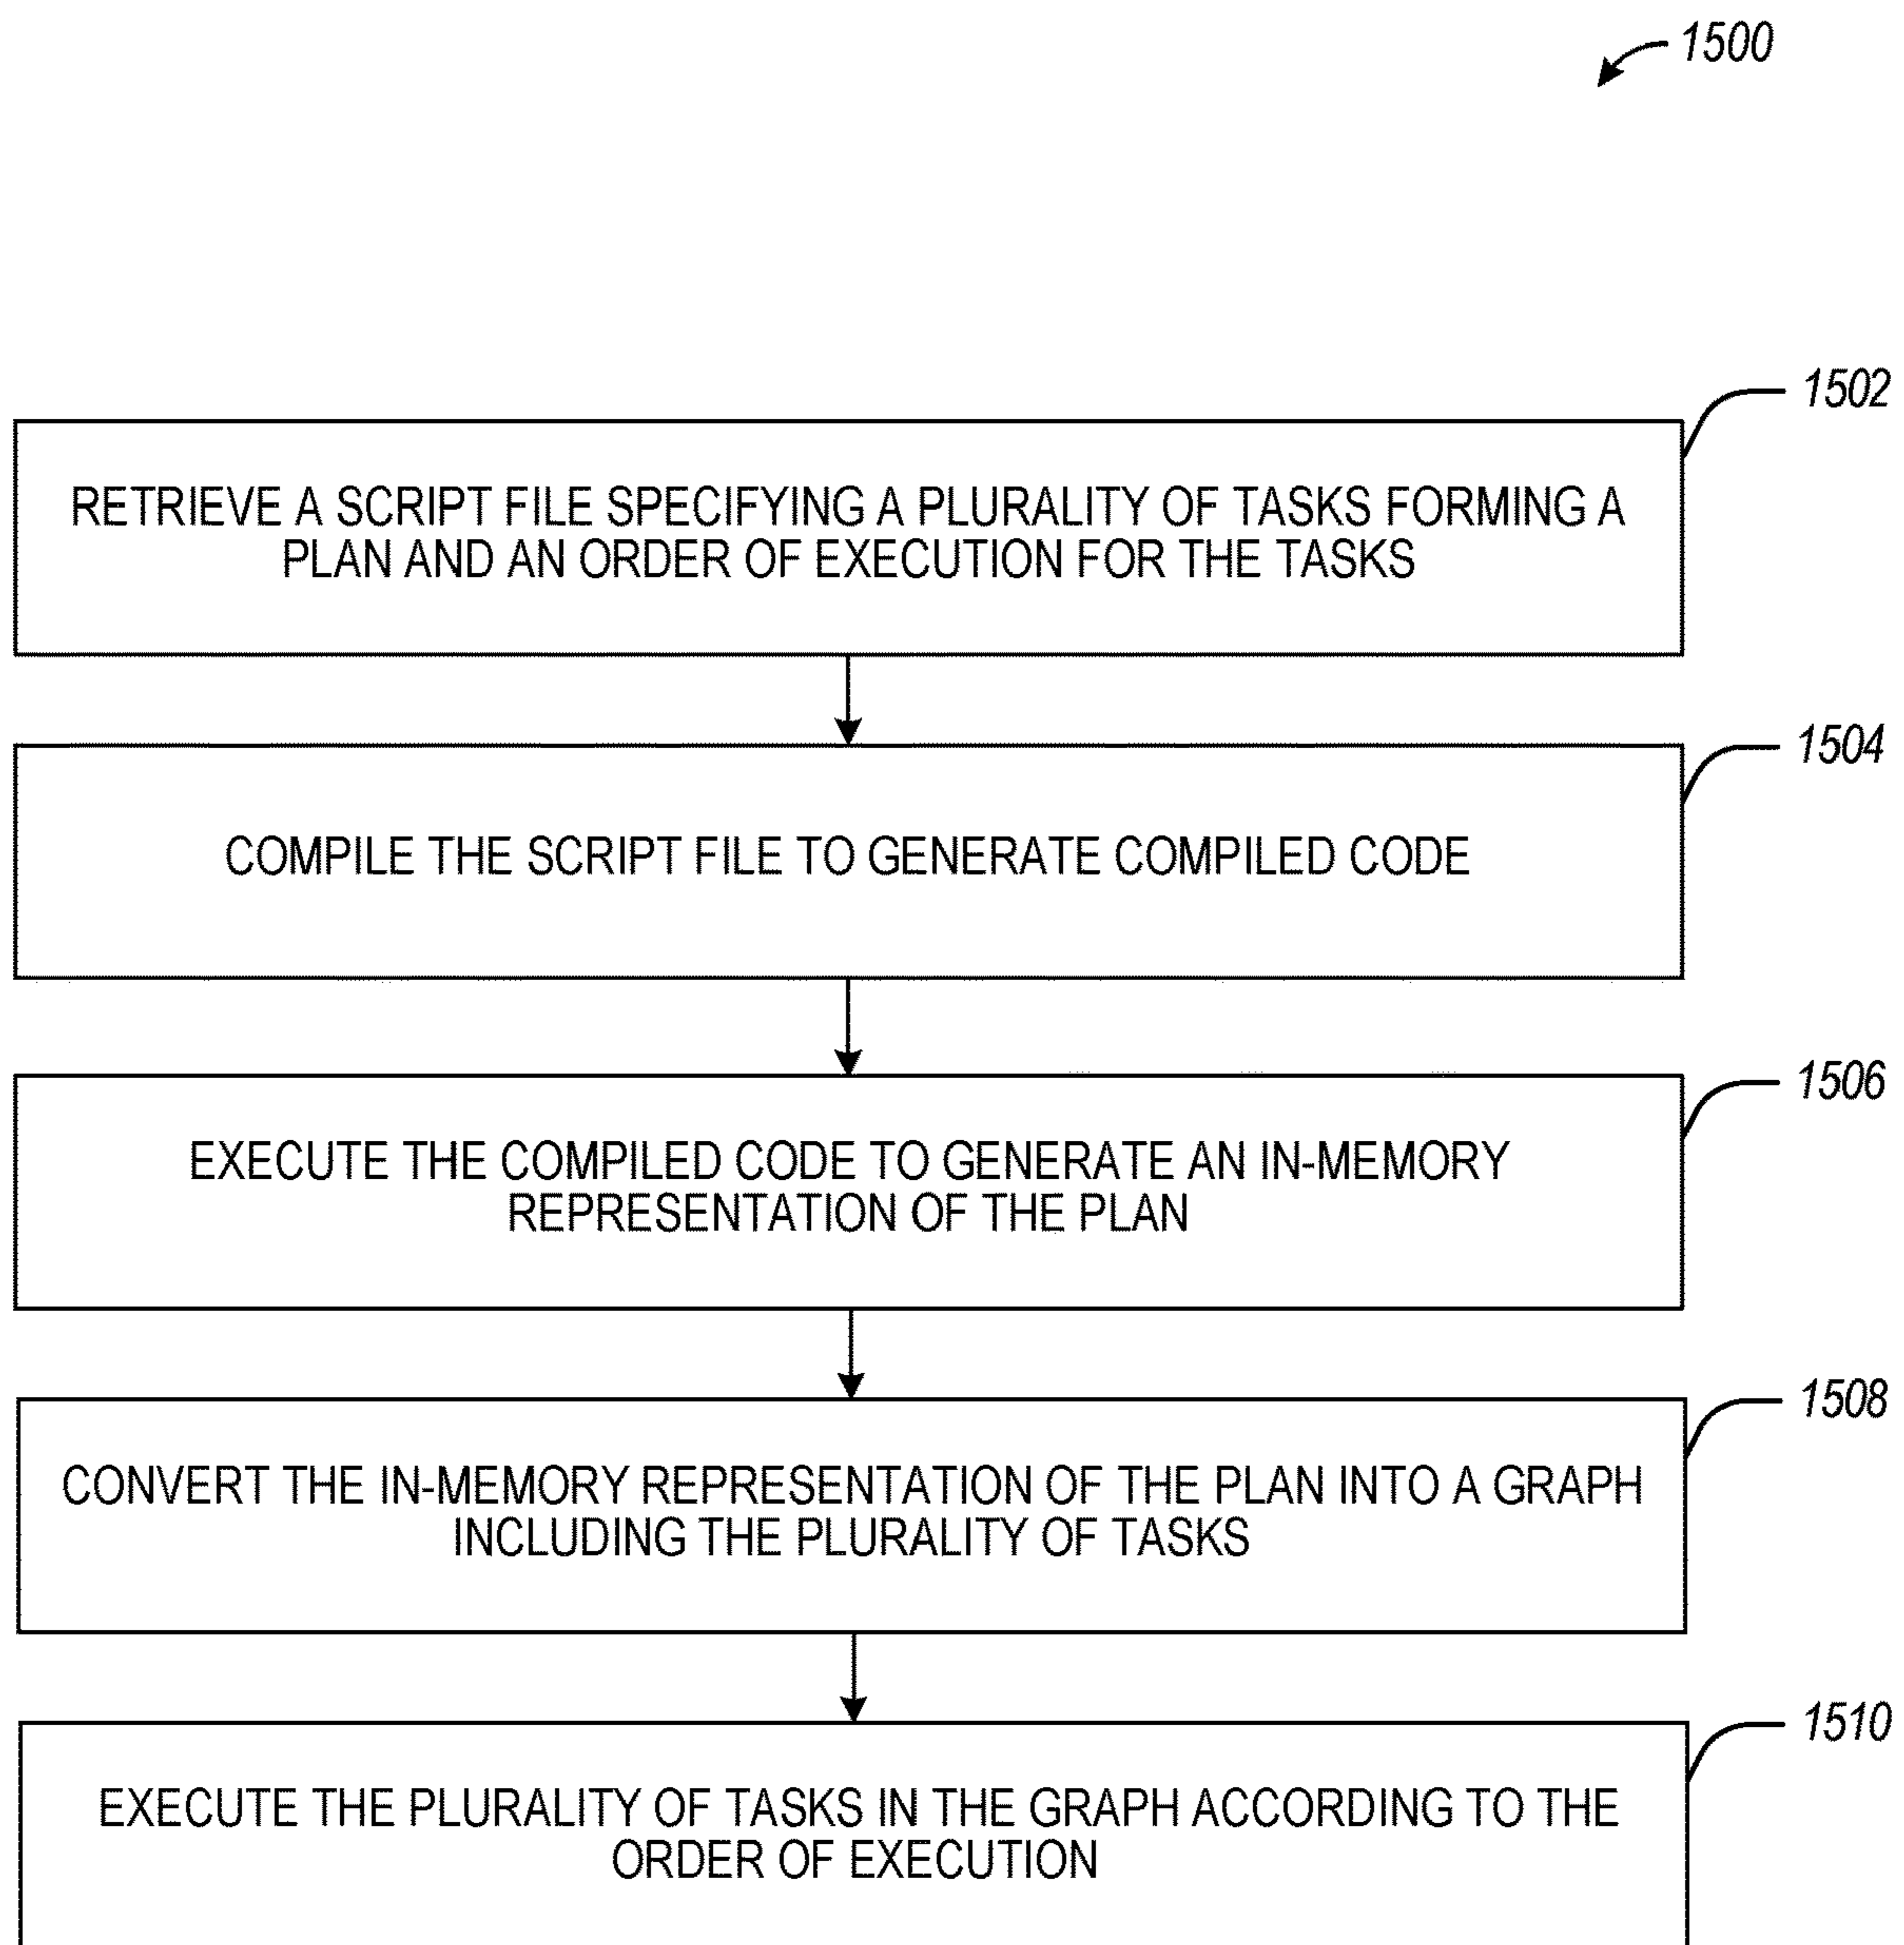 1500
1502
RETRIEVE A SCRIPT FILE SPECIFYING A PLURALITY OF TASKS FORMING A
PLAN AND AN ORDER OF EXECUTION FOR THE TASKS
1504
COMPILE THE SCRIPT FILE TO GENERATE COMPILED CODE
1506
EXECUTE THE COMPILED CODE TO GENERATE AN IN-MEMORY
REPRESENTATION OF THE PLAN
1508
CONVERT THE IN-MEMORY REPRESENTATION OF THE PLAN INTO A GRAPH
INCLUDING THE PLURALITY OF TASKS
1510
EXECUTE THE PLURALITY OF TASKS IN THE GRAPH ACCORDING TO THE
ORDER OF EXECUTION